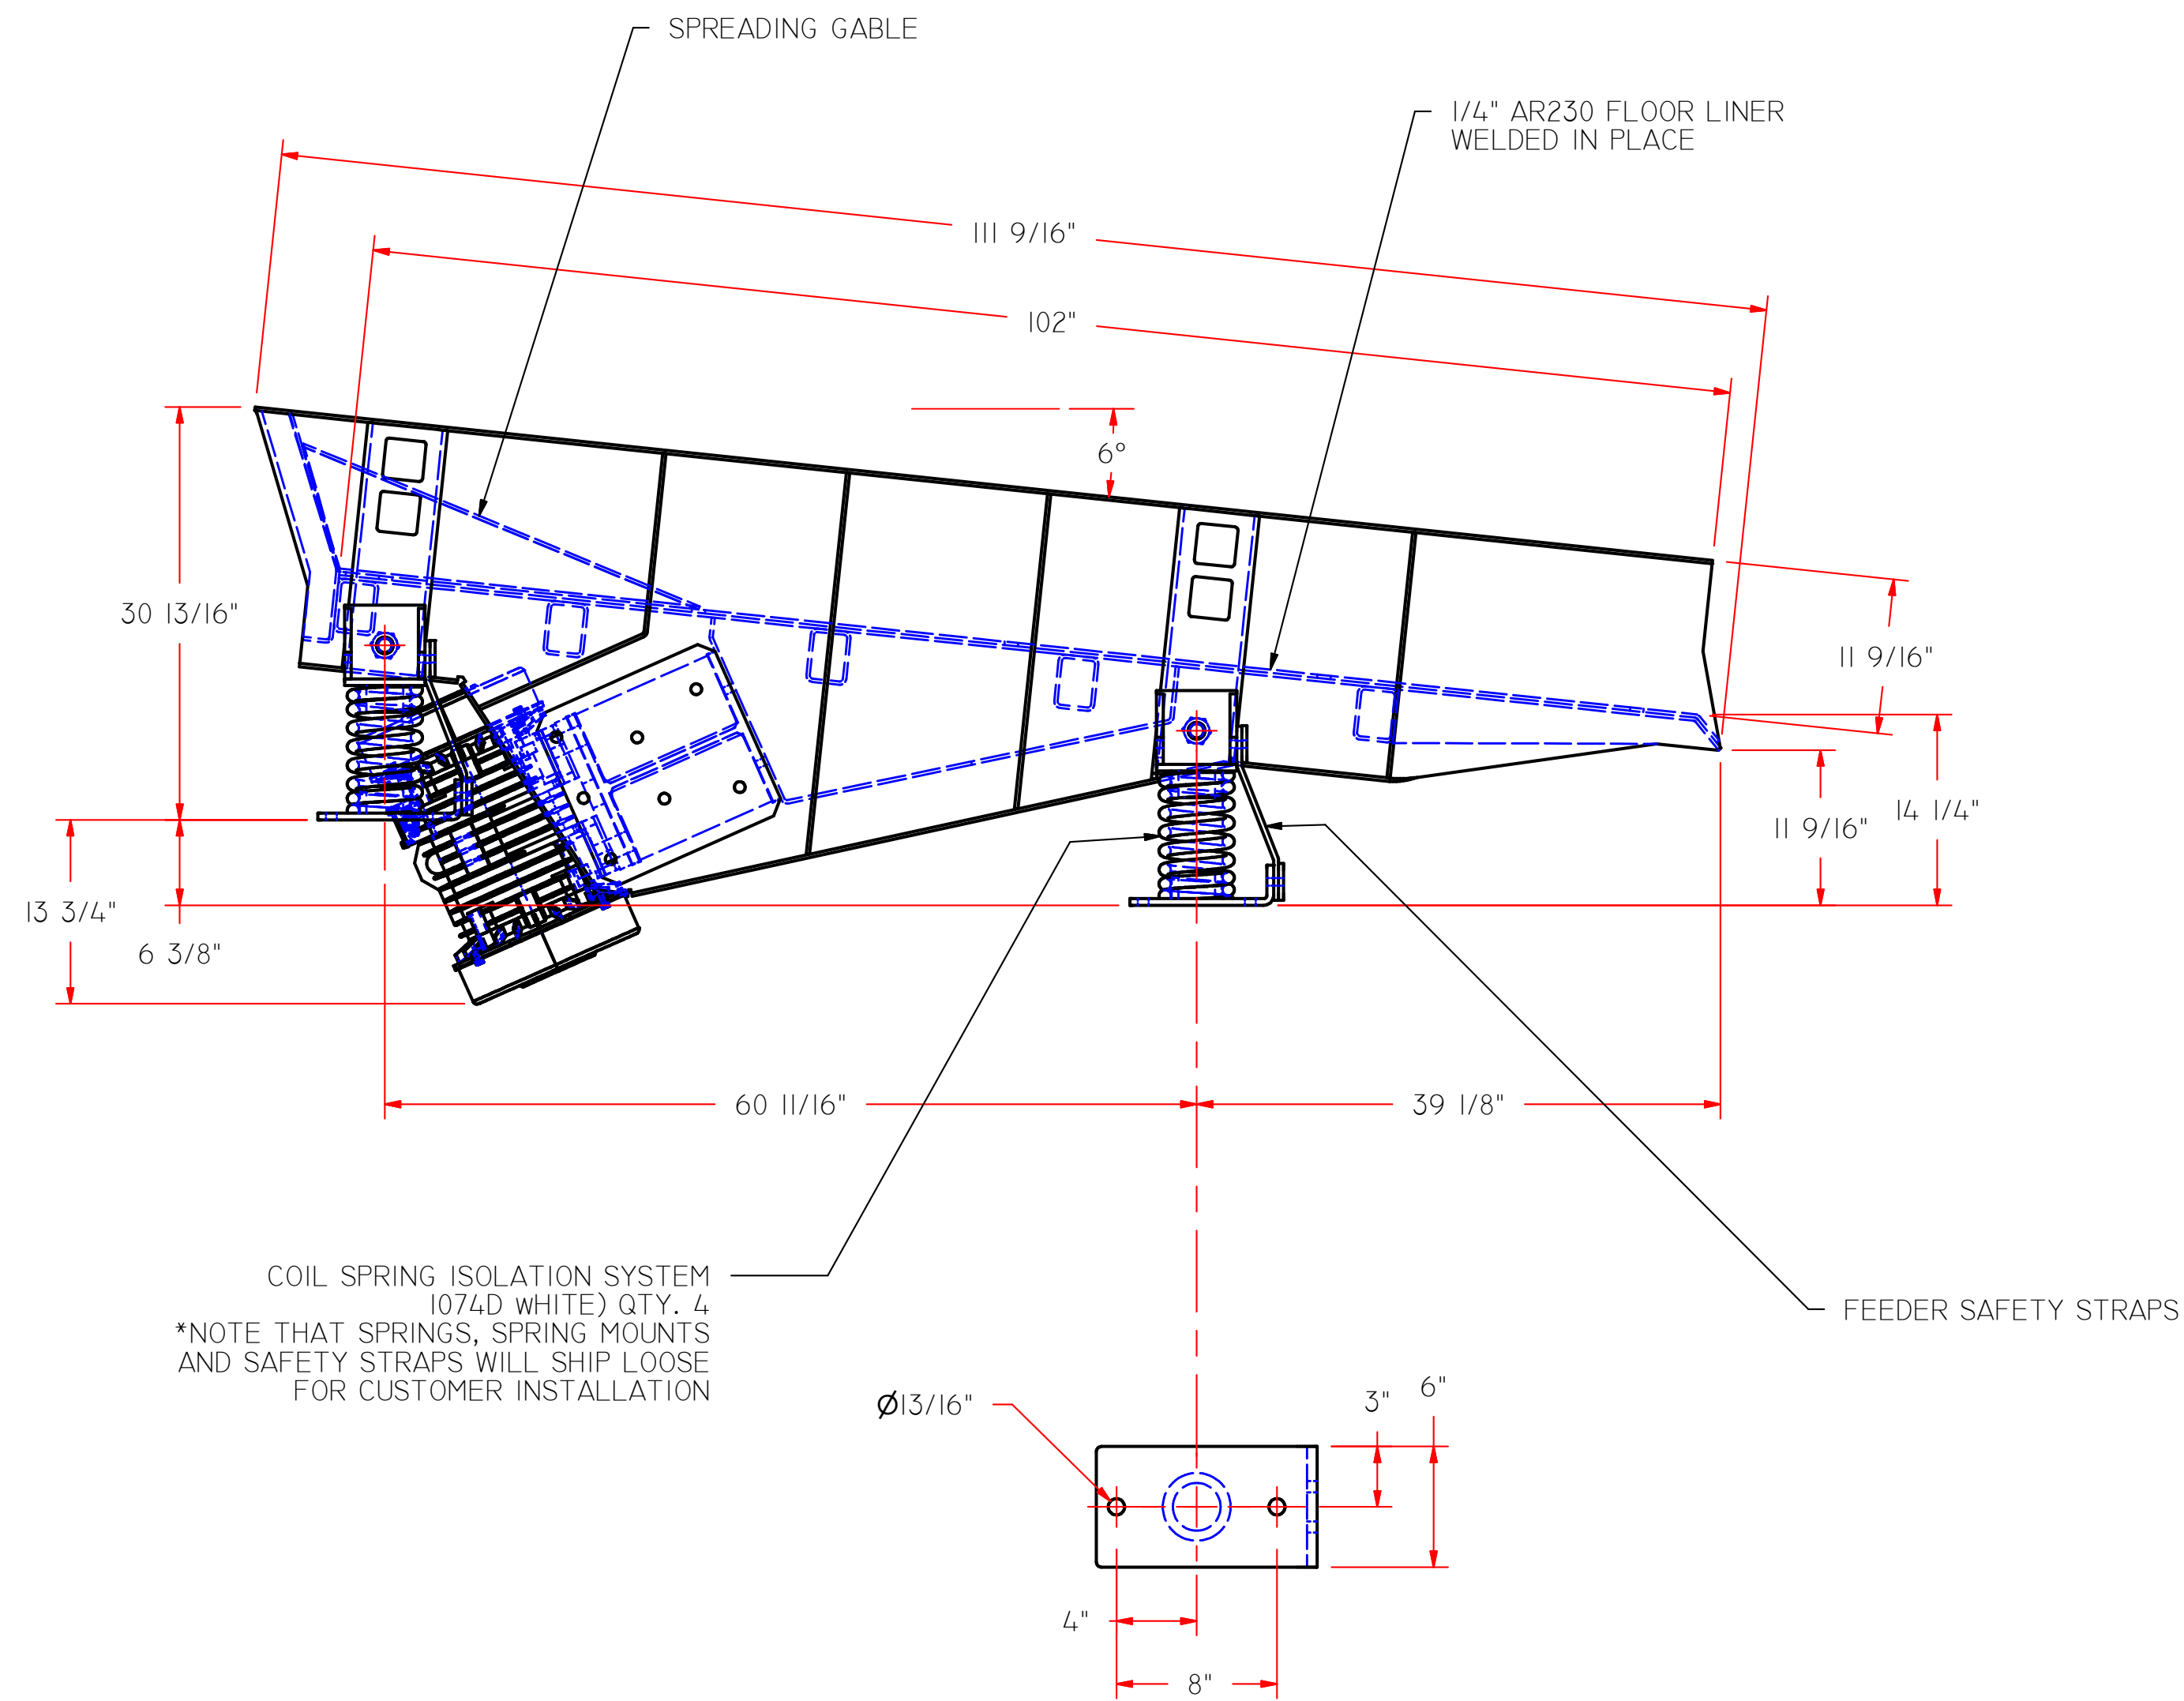 SPREADING GABLE
1/4" AR230 FLOOR LINER
WELDED IN PLACE
111 9/16"
102"
6°
30 13/16"
11 9/16"
14 1/4"
11 9/16"
13 3/4"
6 3/8"
60 11/16"
39 1/8"
COIL SPRING ISOLATION SYSTEM
1074D WHITE) QTY. 4
*NOTE THAT SPRINGS, SPRING MOUNTS
AND SAFETY STRAPS WILL SHIP LOOSE
FOR CUSTOMER INSTALLATION
FEEDER SAFETY STRAPS
Ø13/16"
3"
6"
4"
8"